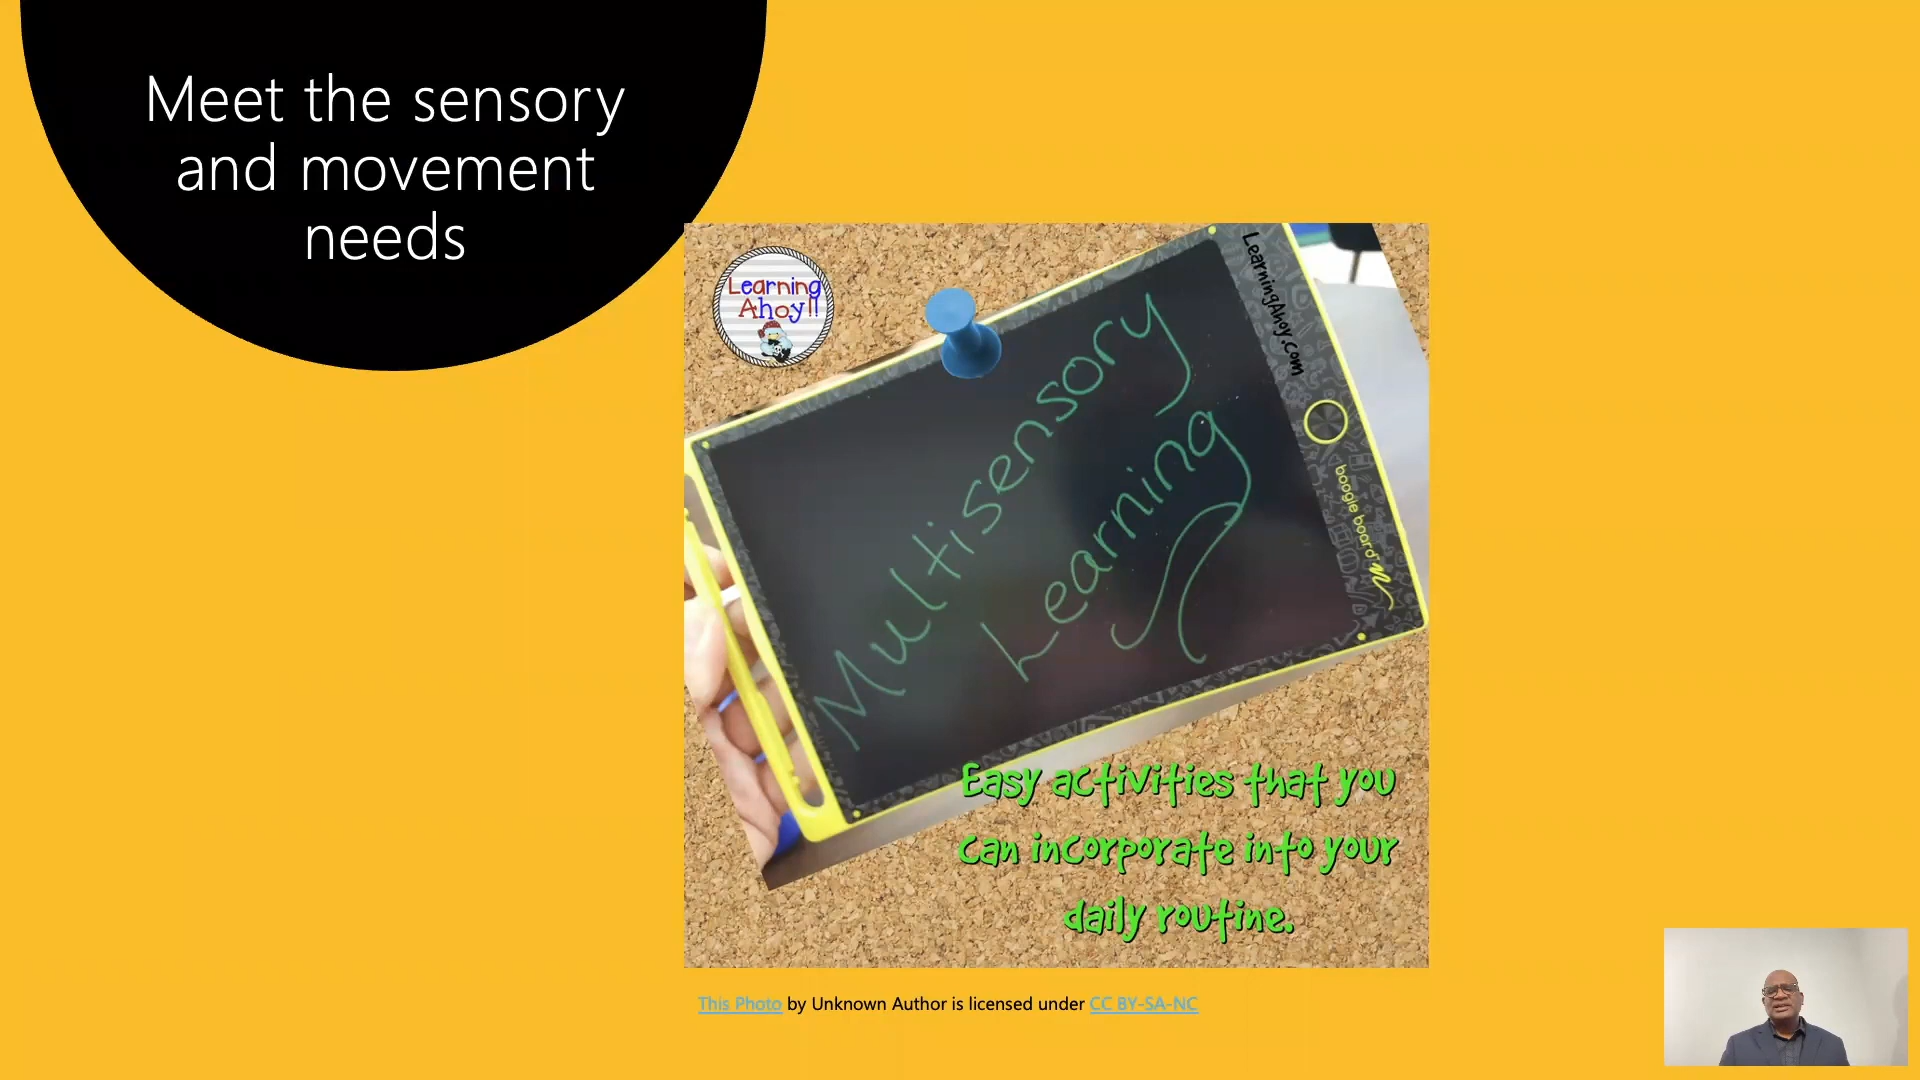 Meet the sensory
and movement
needs
Learning
Ahoy!!
LearningAhoy.com
Multisensory
Learning
boogie board
Easy activities that you
can incorporate into your
daily routine.
This Photo by Unknown Author is licensed under CC BY-SA-NC